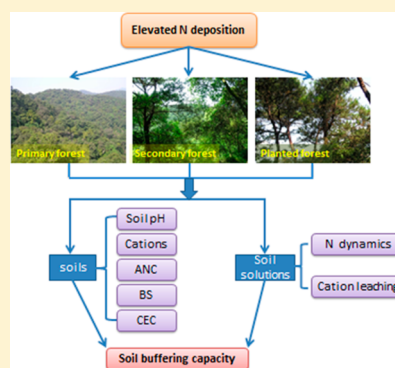 Elevated N deposition
Primary forest
Secondary forest
Planted forest
Soil pH
Cations
ANC
BS
CEC
soils
Soil
solutions
N dynamics
Cation leaching
Soil buffering capacity